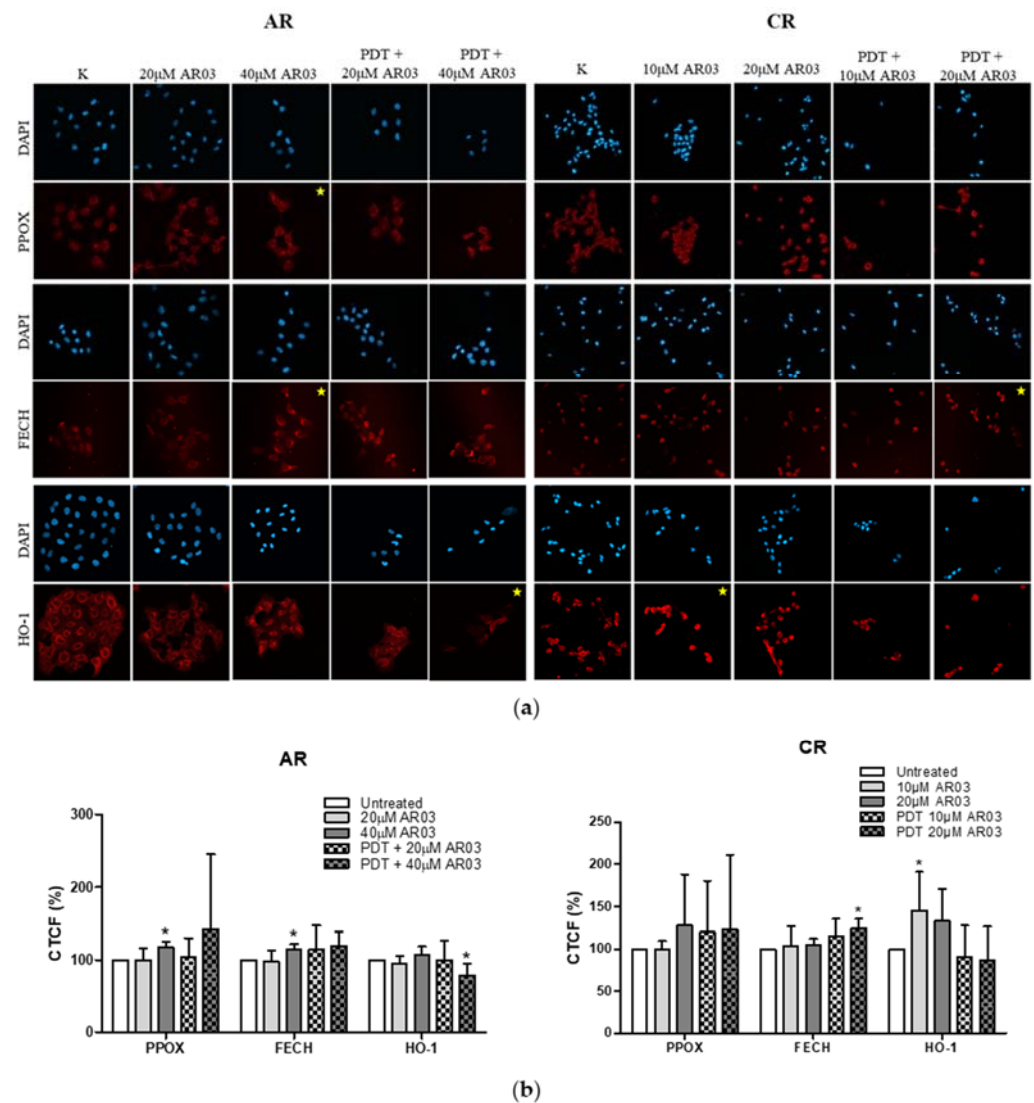 AR CR
K 20μM AR03 40μM AR03 PDT + 20μM AR03 PDT + 40μM AR03 K 10μM AR03 20μM AR03 PDT + 10μM AR03 PDT + 20μM AR03
DAPI
PPOX
DAPI
FECH
DAPI
HO-1
(a)
AR
Untreated
20μM AR03
40μM AR03
PDT + 20μM AR03
PDT + 40μM AR03
CTCF (%)
300
200
100
0
* * *
PPOX FECH HO-1
CR
Untreated
10μM AR03
20μM AR03
PDT 10μM AR03
PDT 20μM AR03
CTCF (%)
250
200
150
100
50
0
* *
PPOX FECH HO-1
(b)